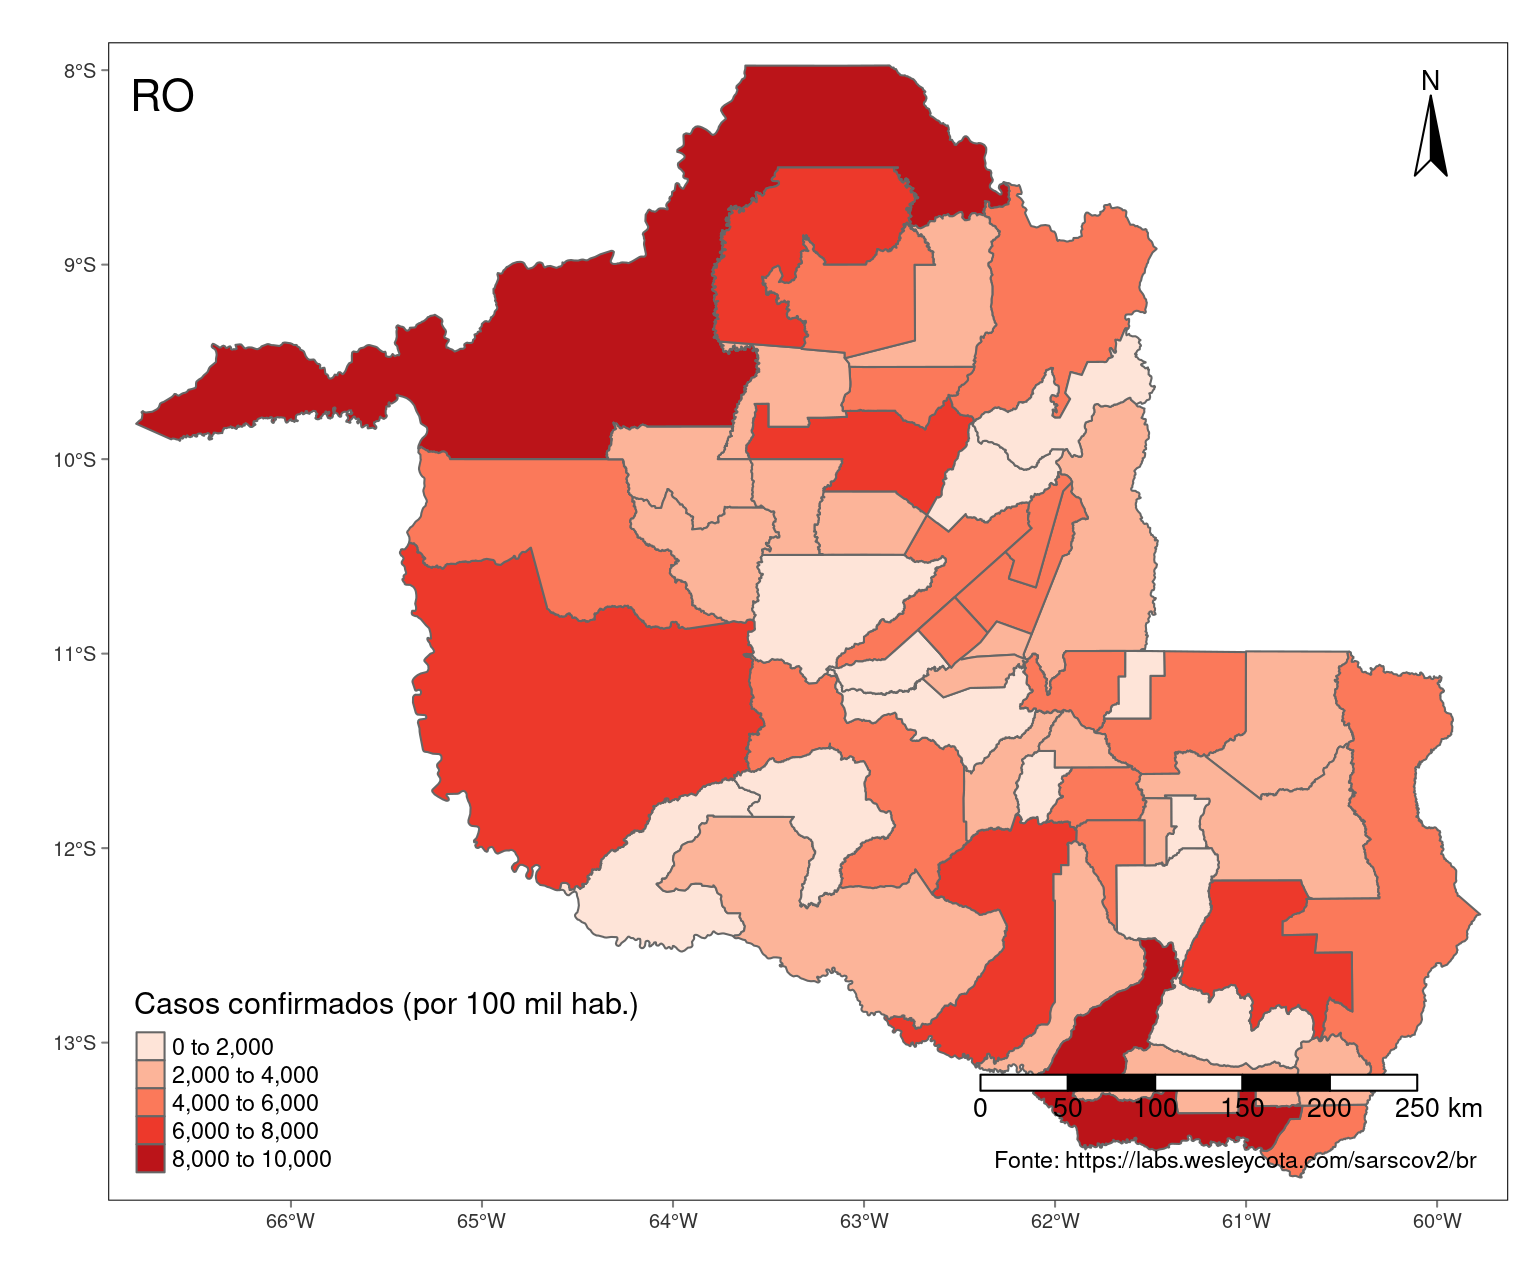 RO
N
8°S
9°S
10°S
11°S
12°S
13°S
Casos confirmados (por 100 mil hab.)
0 to 2,000
2,000 to 4,000
4,000 to 6,000
6,000 to 8,000
8,000 to 10,000
0 50 100 150 200 250 km
Fonte: https://labs.wesleycota.com/sarscov2/br
66°W 65°W 64°W 63°W 62°W 61°W 60°W